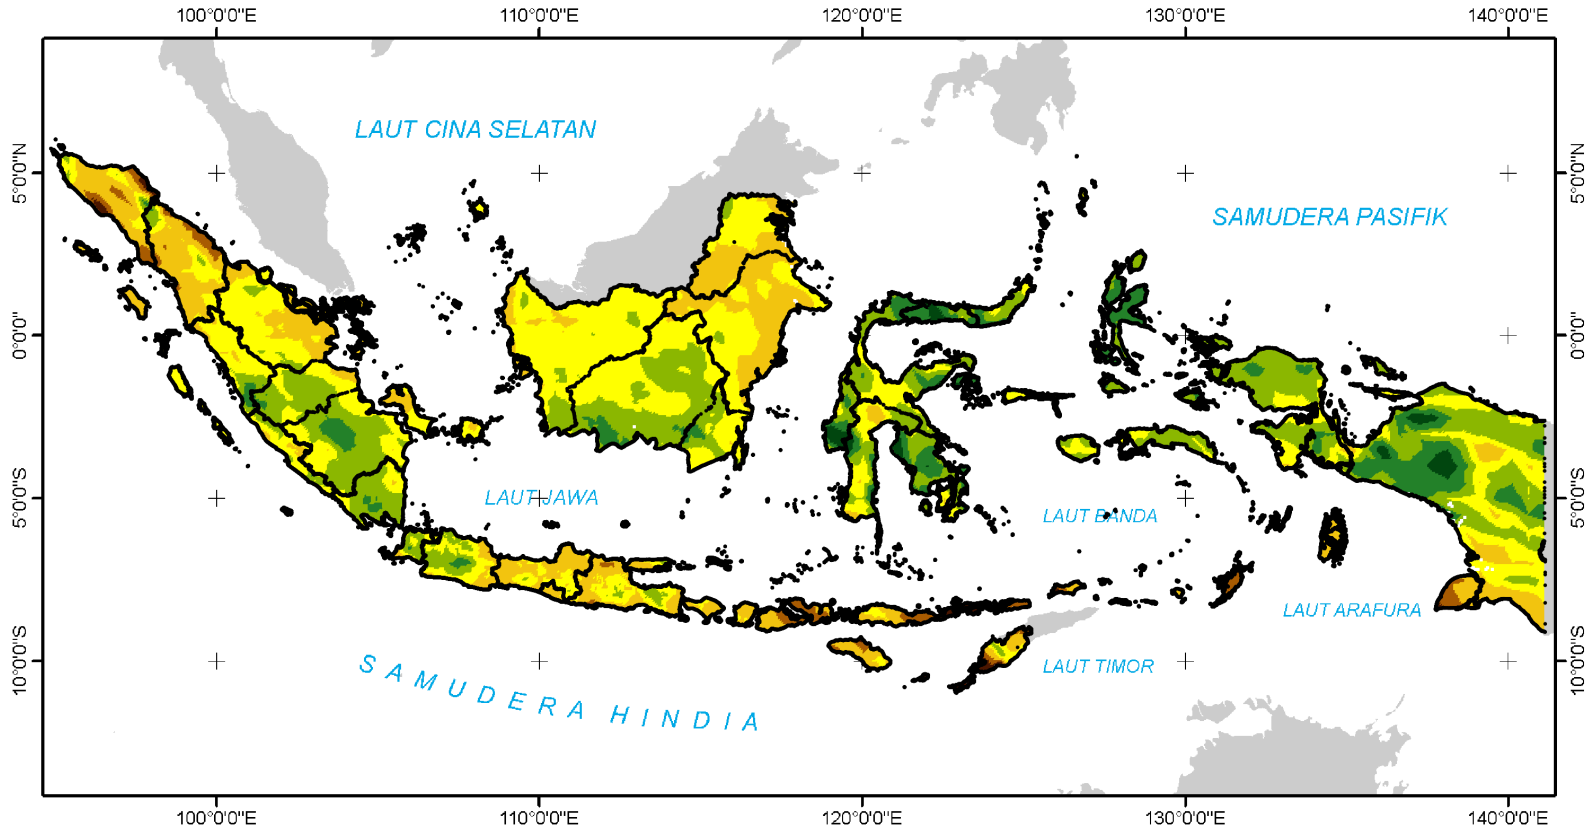 100°0'0"E 110°0'0"E 120°0'0"E 130°0'0"E 140°0'0"E
LAUT CINA SELATAN
5°0'0"N
5°0'0"N
SAMUDERA PASIFIK
0°0'0"
0°0'0"
5°0'0"S
LAUT JAWA
LAUT BANDA
5°0'0"S
LAUT ARAFURA
10°0'0"S
SAMUDERA HINDIA
LAUT TIMOR
10°0'0"S
100°0'0"E 110°0'0"E 120°0'0"E 130°0'0"E 140°0'0"E